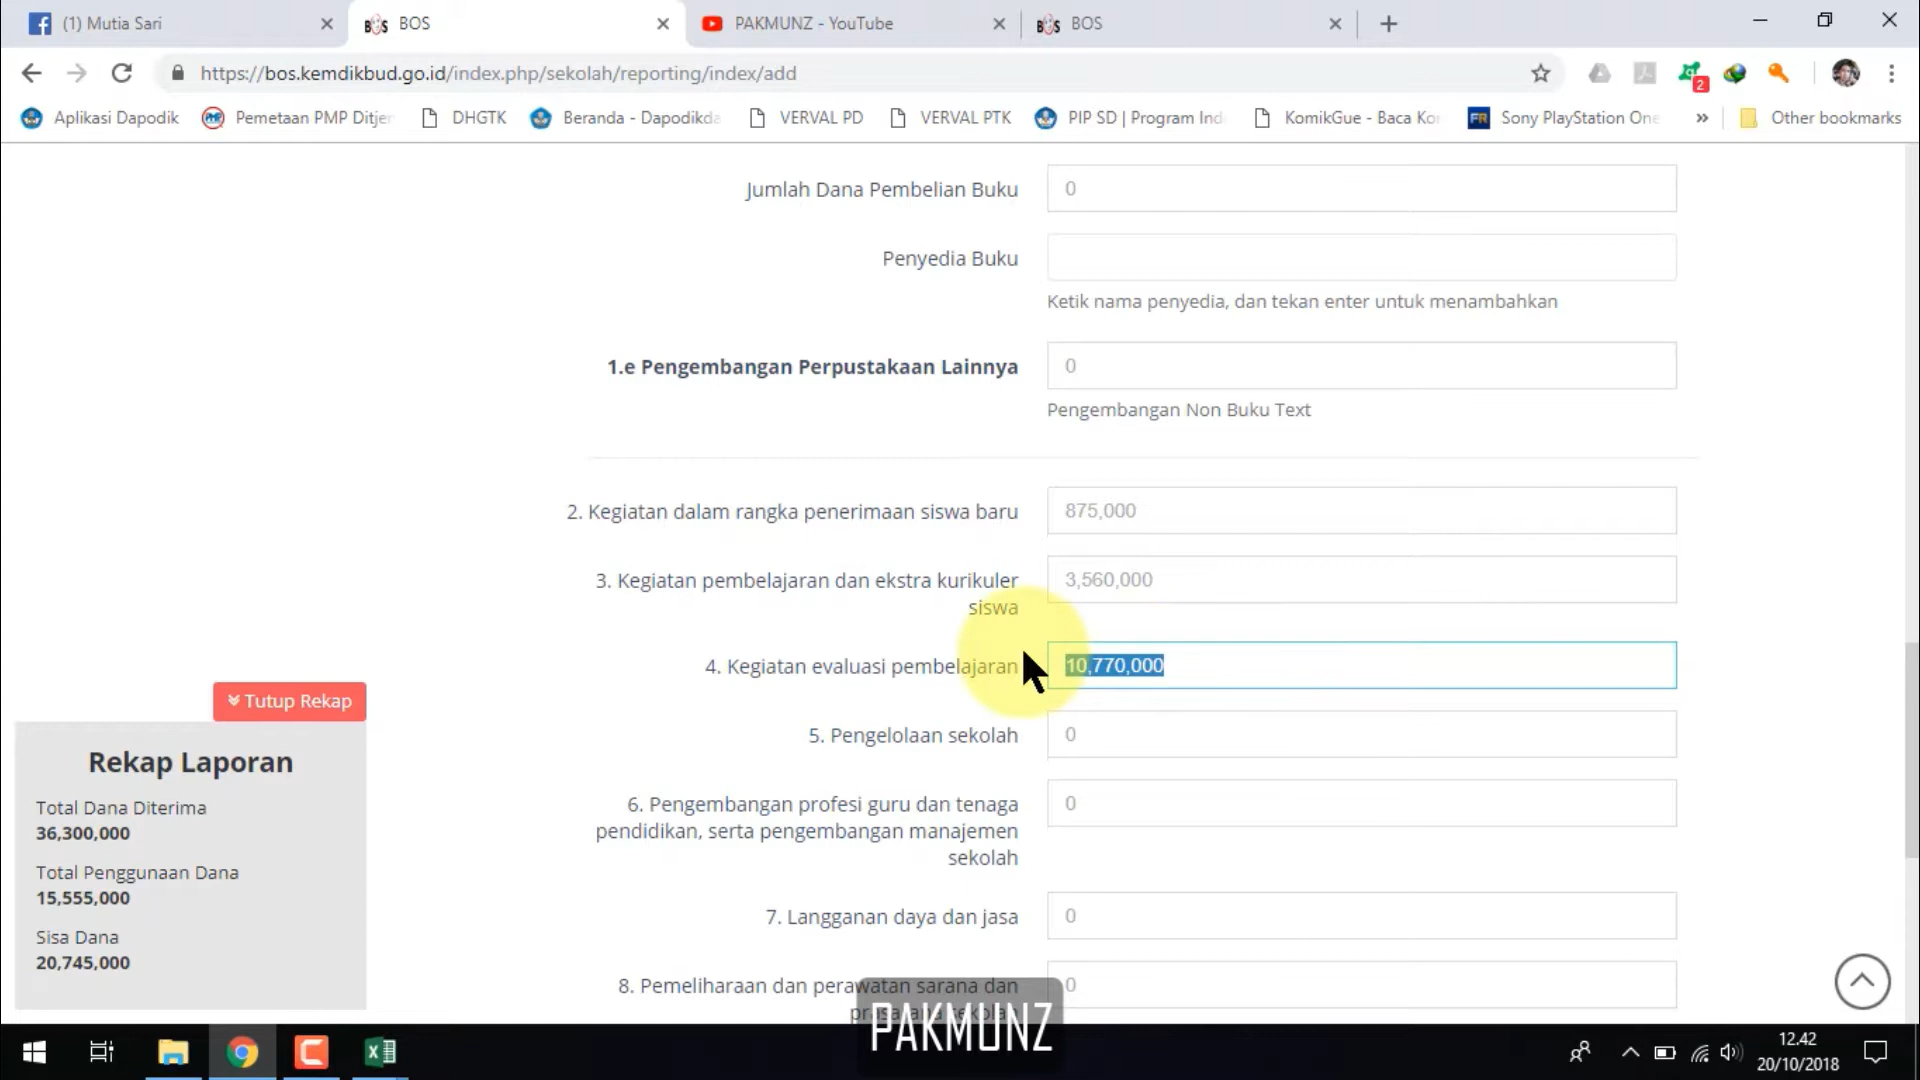 (1) Mutia Sari
BOS
PAKMUNZ - YouTube
BOS
https://bos.kemdikbud.go.id/index.php/sekolah/reporting/index/add
2
Aplikasi Dapodik
Pemetaan PMP Ditjen
DHGTK
Beranda - Dapodikda
VERVAL PD
VERVAL PTK
PIP SD | Program Ind
KomikGue - Baca Ko
FR
Sony PlayStation One
Other bookmarks
Jumlah Dana Pembelian Buku
0
Penyedia Buku
Ketik nama penyedia, dan tekan enter untuk menambahkan
1.e Pengembangan Perpustakaan Lainnya
0
Pengembangan Non Buku Text
2. Kegiatan dalam rangka penerimaan siswa baru
875,000
3. Kegiatan pembelajaran dan ekstra kurikuler
siswa
3,560,000
4. Kegiatan evaluasi pembelajaran
10,770,000
5. Pengelolaan sekolah
0
6. Pengembangan profesi guru dan tenaga
pendidikan, serta pengembangan manajemen
sekolah
0
7. Langganan daya dan jasa
0
8. Pemeliharaan dan perawatan sarana dan
prasarana sekolah
0
Tutup Rekap
Rekap Laporan
Total Dana Diterima
36,300,000
Total Penggunaan Dana
15,555,000
Sisa Dana
20,745,000
PAKMUNZ
12.42
20/10/2018